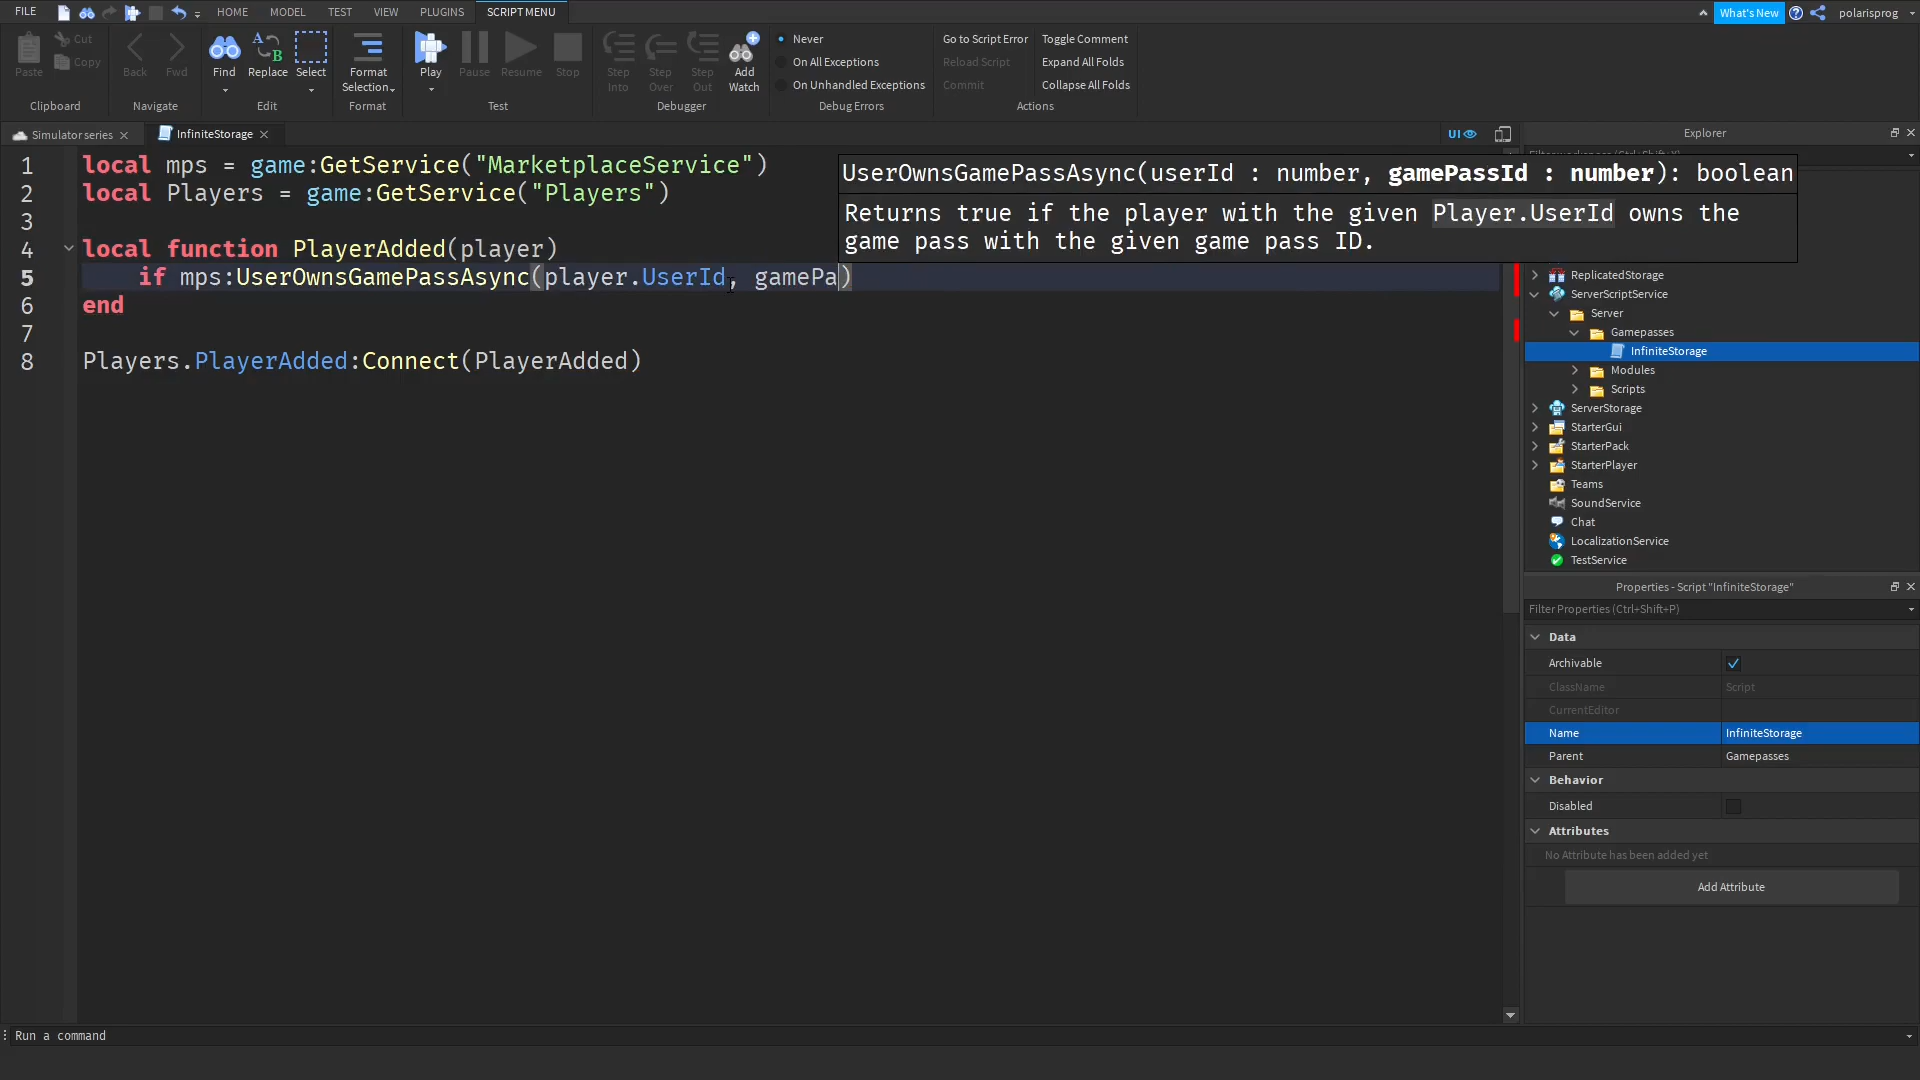 FILE HOME MODEL TEST VIEW PLUGINS SCRIPT MENU What's New polarisprog
Paste Cut Copy Clipboard
Back Fwd Navigate
Find Replace Select Edit
Format Selection Format
Play Pause Resume Stop Test
Step Into Step Over Step Out Add Watch Debugger
Never
On All Exceptions
On Unhandled Exceptions
Debug Errors
Go to Script Error Toggle Comment
Reload Script Expand All Folds
Commit Collapse All Folds
Actions
Simulator series InfiniteStorage UI
1 local mps = game:GetService("MarketplaceService")
2 local Players = game:GetService("Players")
3
4 local function PlayerAdded(player)
5 if mps:UserOwnsGamePassAsync(player.UserId, gamePa)
6 end
7
8 Players.PlayerAdded:Connect(PlayerAdded)
UserOwnsGamePassAsync(userId : number, gamePassId : number): boolean
Returns true if the player with the given Player.UserId owns the
game pass with the given game pass ID.
Explorer
ReplicatedStorage
ServerScriptService
Server
Gamepasses
InfiniteStorage
Modules
Scripts
ServerStorage
StarterGui
StarterPack
StarterPlayer
Teams
SoundService
Chat
LocalizationService
TestService
Properties - Script "InfiniteStorage"
Filter Properties (Ctrl+Shift+P)
Data
Archivable
ClassName Script
CurrentEditor
Name InfiniteStorage
Parent Gamepasses
Behavior
Disabled
Attributes
No Attribute has been added yet
Add Attribute
Run a command